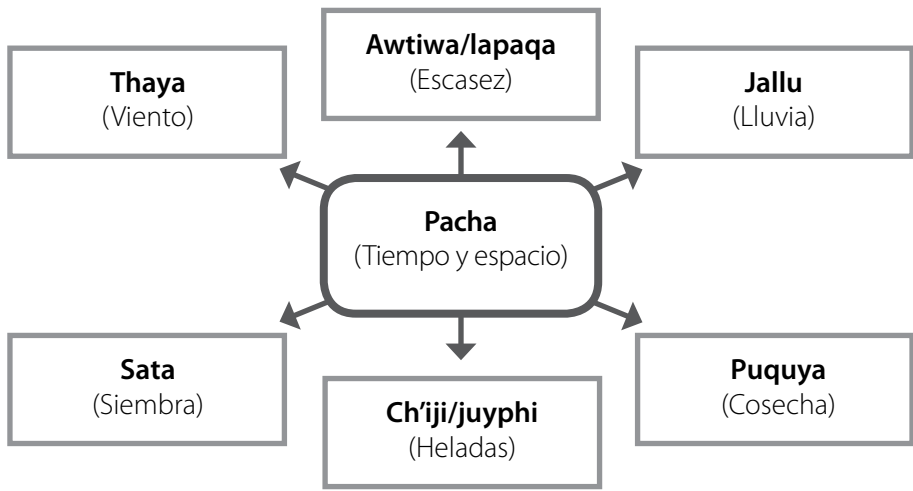 Awtiwa/lapaqa
(Escasez)
Thaya
(Viento)
Jallu
(Lluvia)
Pacha
(Tiempo y espacio)
Sata
(Siembra)
Ch'iji/juyphi
(Heladas)
Puquya
(Cosecha)